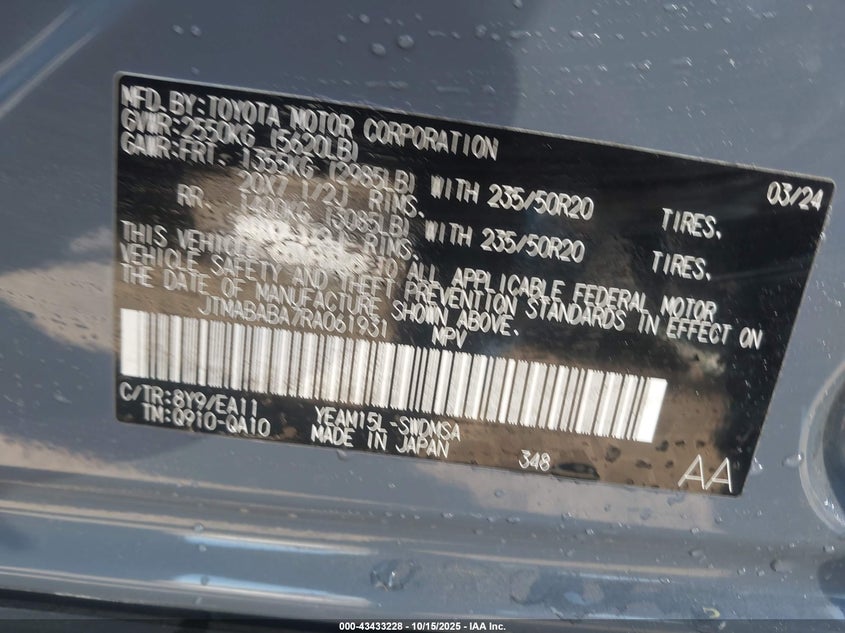 MFD.BY:TOYOTA MOTOR CORPORATION 03/24
GVWR:2550KG (5620LB)
GAWR:FRT. 1355KG (2985LB) WITH 235/50R20 TIRES,
20X7 1/2J RIMS.
RR. 1400KG (3085LB) WITH 235/50R20 TIRES,
RIMS.
THIS VEHICLE TO ALL APPLICABLE FEDERAL MOTOR
VEHICLE SAFETY AND THEFT PREVENTION STANDARDS IN EFFECT ON
THE DATE OF MANUFACTURE SHOWN ABOVE.
JTMABABA7RA061931 MPV
C/TR:8Y9/EA11 YEAM15L-SWDMSA
TM:Q910-QA10 MADE IN JAPAN 348 AA
000-43433228 - 10/15/2025 - IAA Inc.